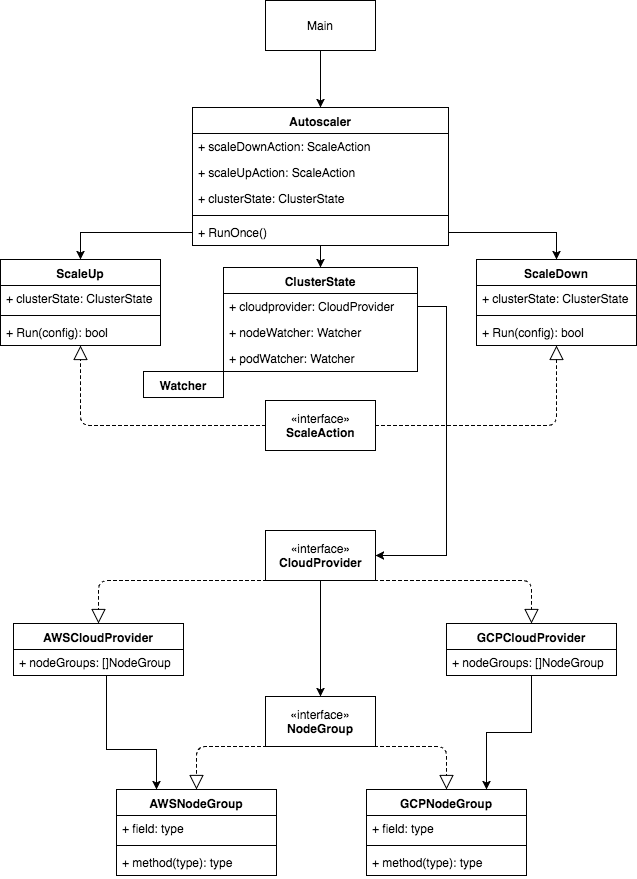 Main
Autoscaler
+ scaleDownAction: ScaleAction
+ scaleUpAction: ScaleAction
+ clusterState: ClusterState
+ RunOnce()
ScaleUp
+ clusterState: ClusterState
+ Run(config): bool
ClusterState
+ cloudprovider: CloudProvider
+ nodeWatcher: Watcher
+ podWatcher: Watcher
ScaleDown
+ clusterState: ClusterState
+ Run(config): bool
Watcher
«interface»
ScaleAction
«interface»
CloudProvider
AWSCloudProvider
+ nodeGroups: []NodeGroup
GCPCloudProvider
+ nodeGroups: []NodeGroup
«interface»
NodeGroup
AWSNodeGroup
+ field: type
+ method(type): type
GCPNodeGroup
+ field: type
+ method(type): type